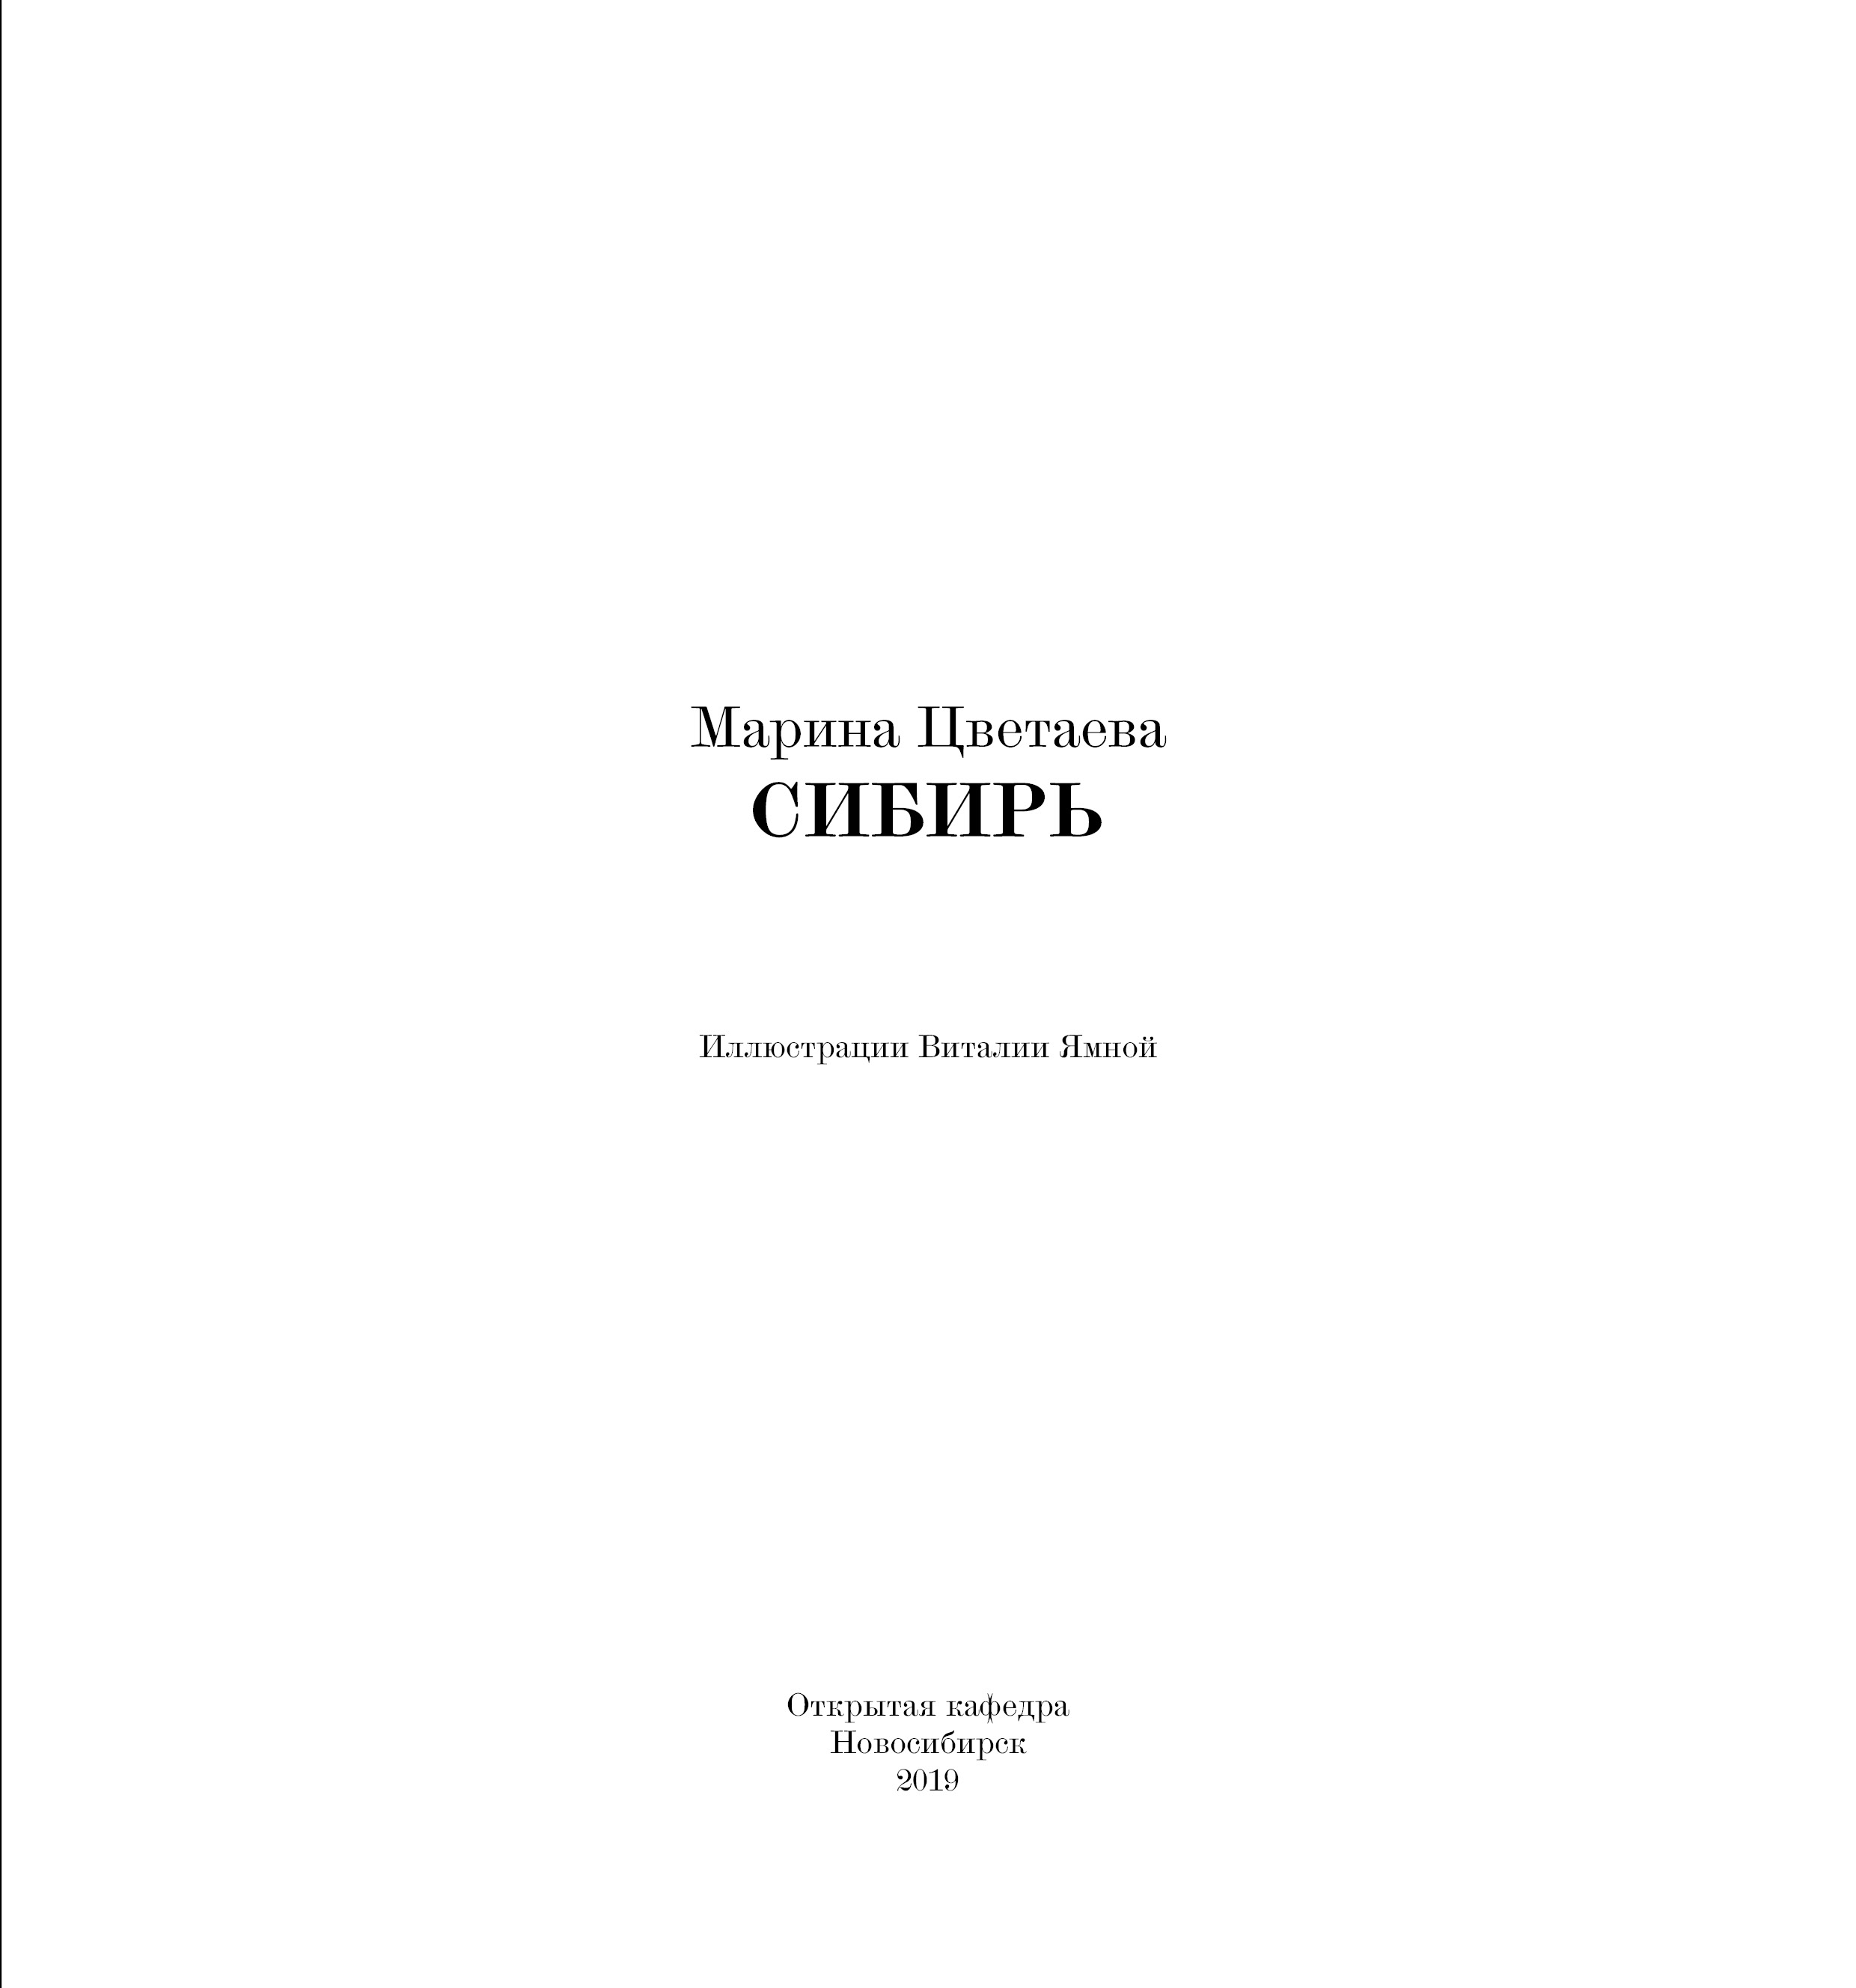 Марина Цветаева
СИБИРЬ
Иллюстрации Виталии Ямной
Открытая кафедра
Новосибирск
2019